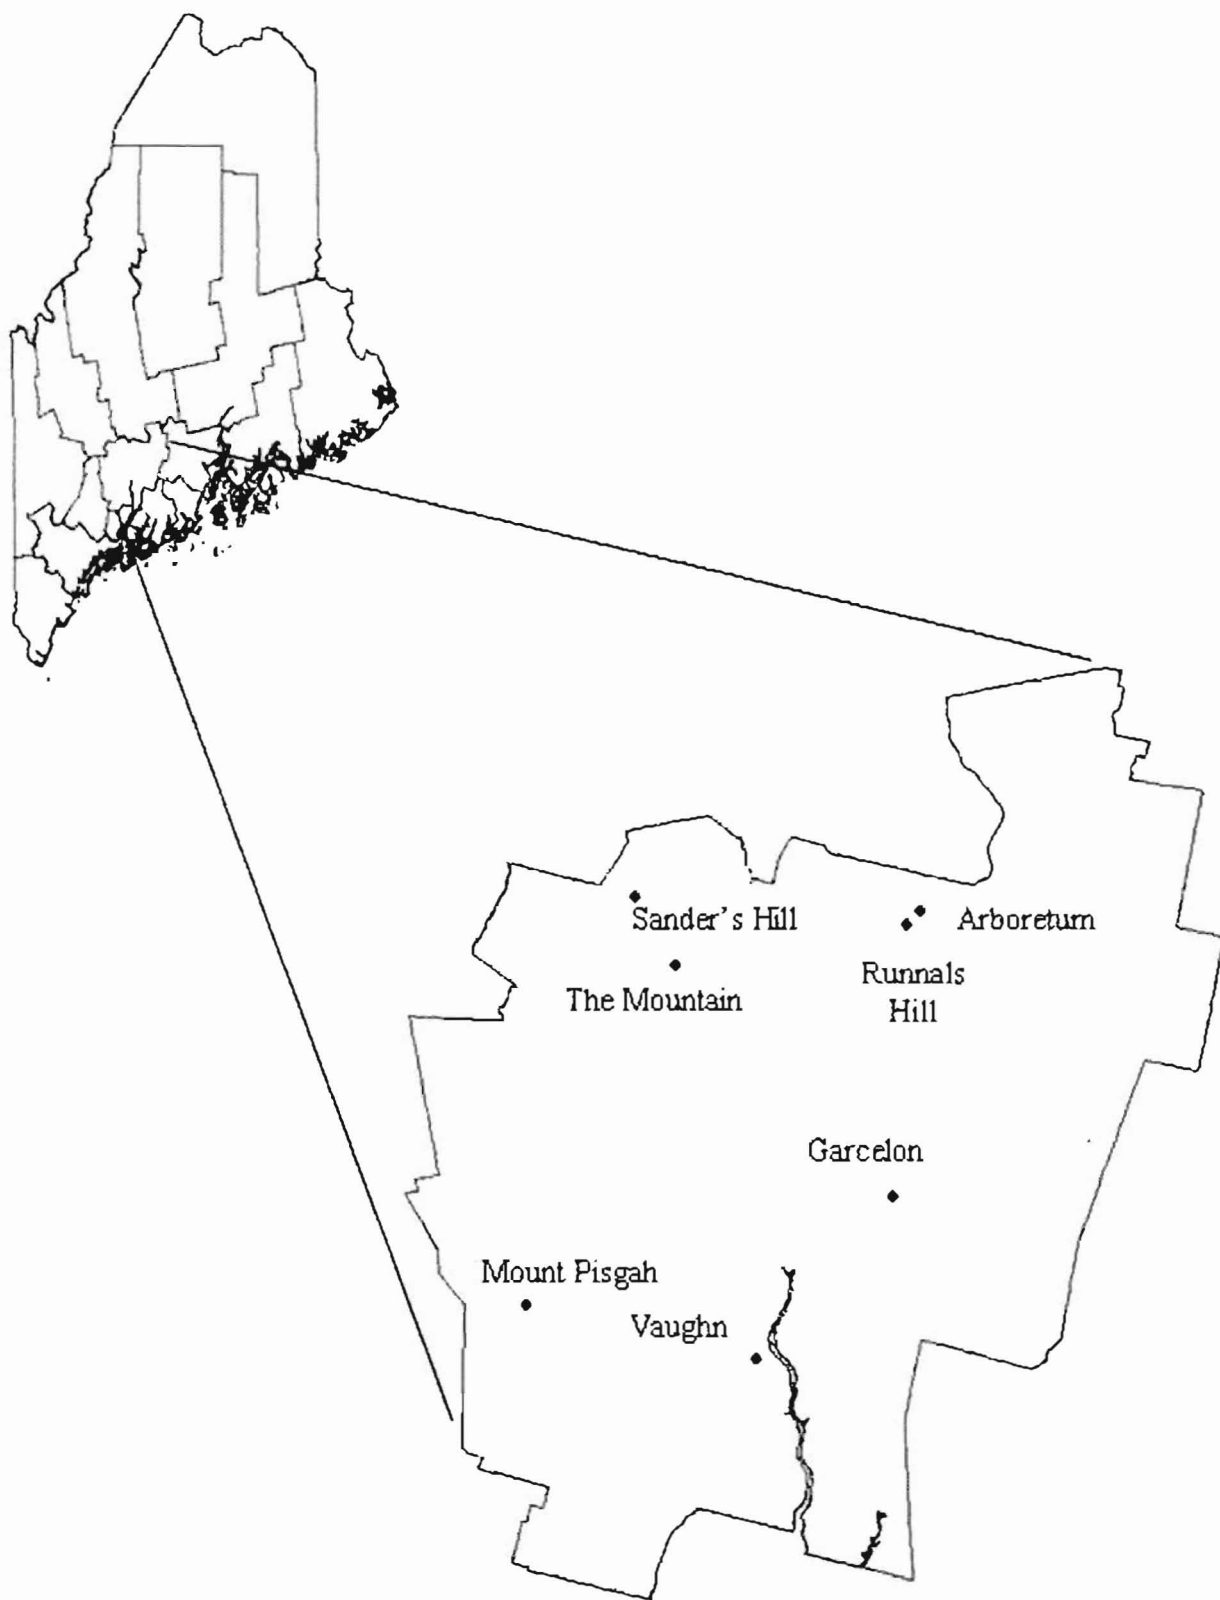 Sander's Hill
Arboretum
The Mountain
Runnals
Hill
Garcelon
Mount Pisgah
Vaughn